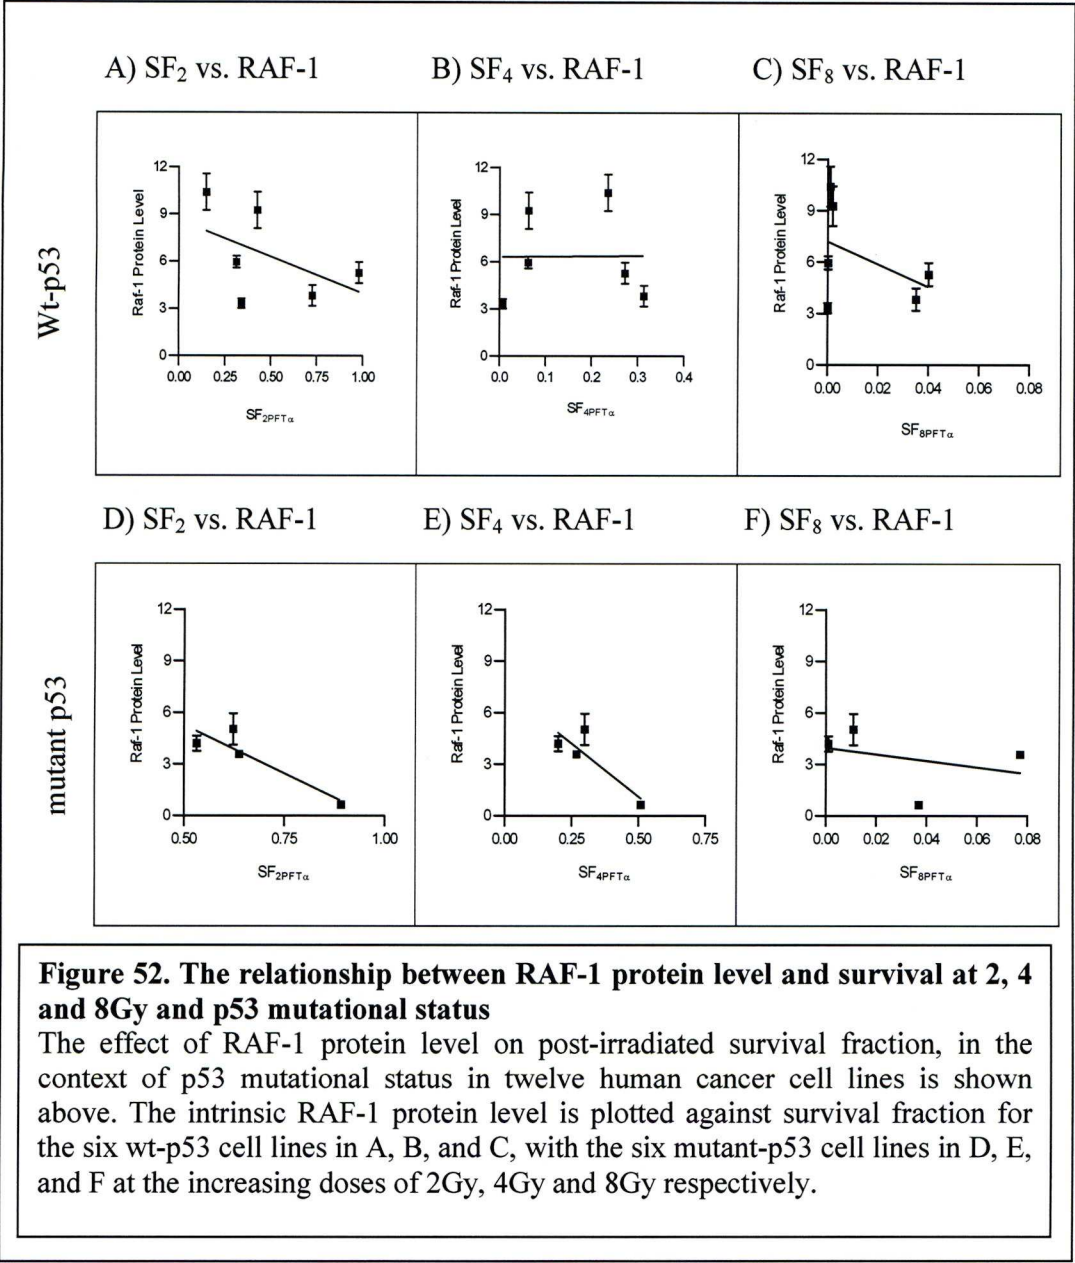 A) SF₂ vs. RAF-1
B) SF₄ vs. RAF-1
C) SF₈ vs. RAF-1
Wt-p53
Raf-1 Protein Level
12
9
6
3
0
0.00 0.25 0.50 0.75 1.00
SF2PFTα
Raf-1 Protein Level
12
9
6
3
0
0.0 0.1 0.2 0.3 0.4
SF4PFTα
Raf-1 Protein Level
12
9
6
3
0
0.00 0.02 0.04 0.06 0.08
SF8PFTα
D) SF₂ vs. RAF-1
E) SF₄ vs. RAF-1
F) SF₈ vs. RAF-1
mutant p53
Raf-1 Protein Level
12
9
6
3
0
0.50 0.75 1.00
SF2PFTα
Raf-1 Protein Level
12
9
6
3
0
0.00 0.25 0.50 0.75
SF4PFTα
Raf-1 Protein Level
12
9
6
3
0
0.00 0.02 0.04 0.06 0.08
SF8PFTα
Figure 52. The relationship between RAF-1 protein level and survival at 2, 4
and 8Gy and p53 mutational status
The effect of RAF-1 protein level on post-irradiated survival fraction, in the
context of p53 mutational status in twelve human cancer cell lines is shown
above. The intrinsic RAF-1 protein level is plotted against survival fraction for
the six wt-p53 cell lines in A, B, and C, with the six mutant-p53 cell lines in D, E,
and F at the increasing doses of 2Gy, 4Gy and 8Gy respectively.